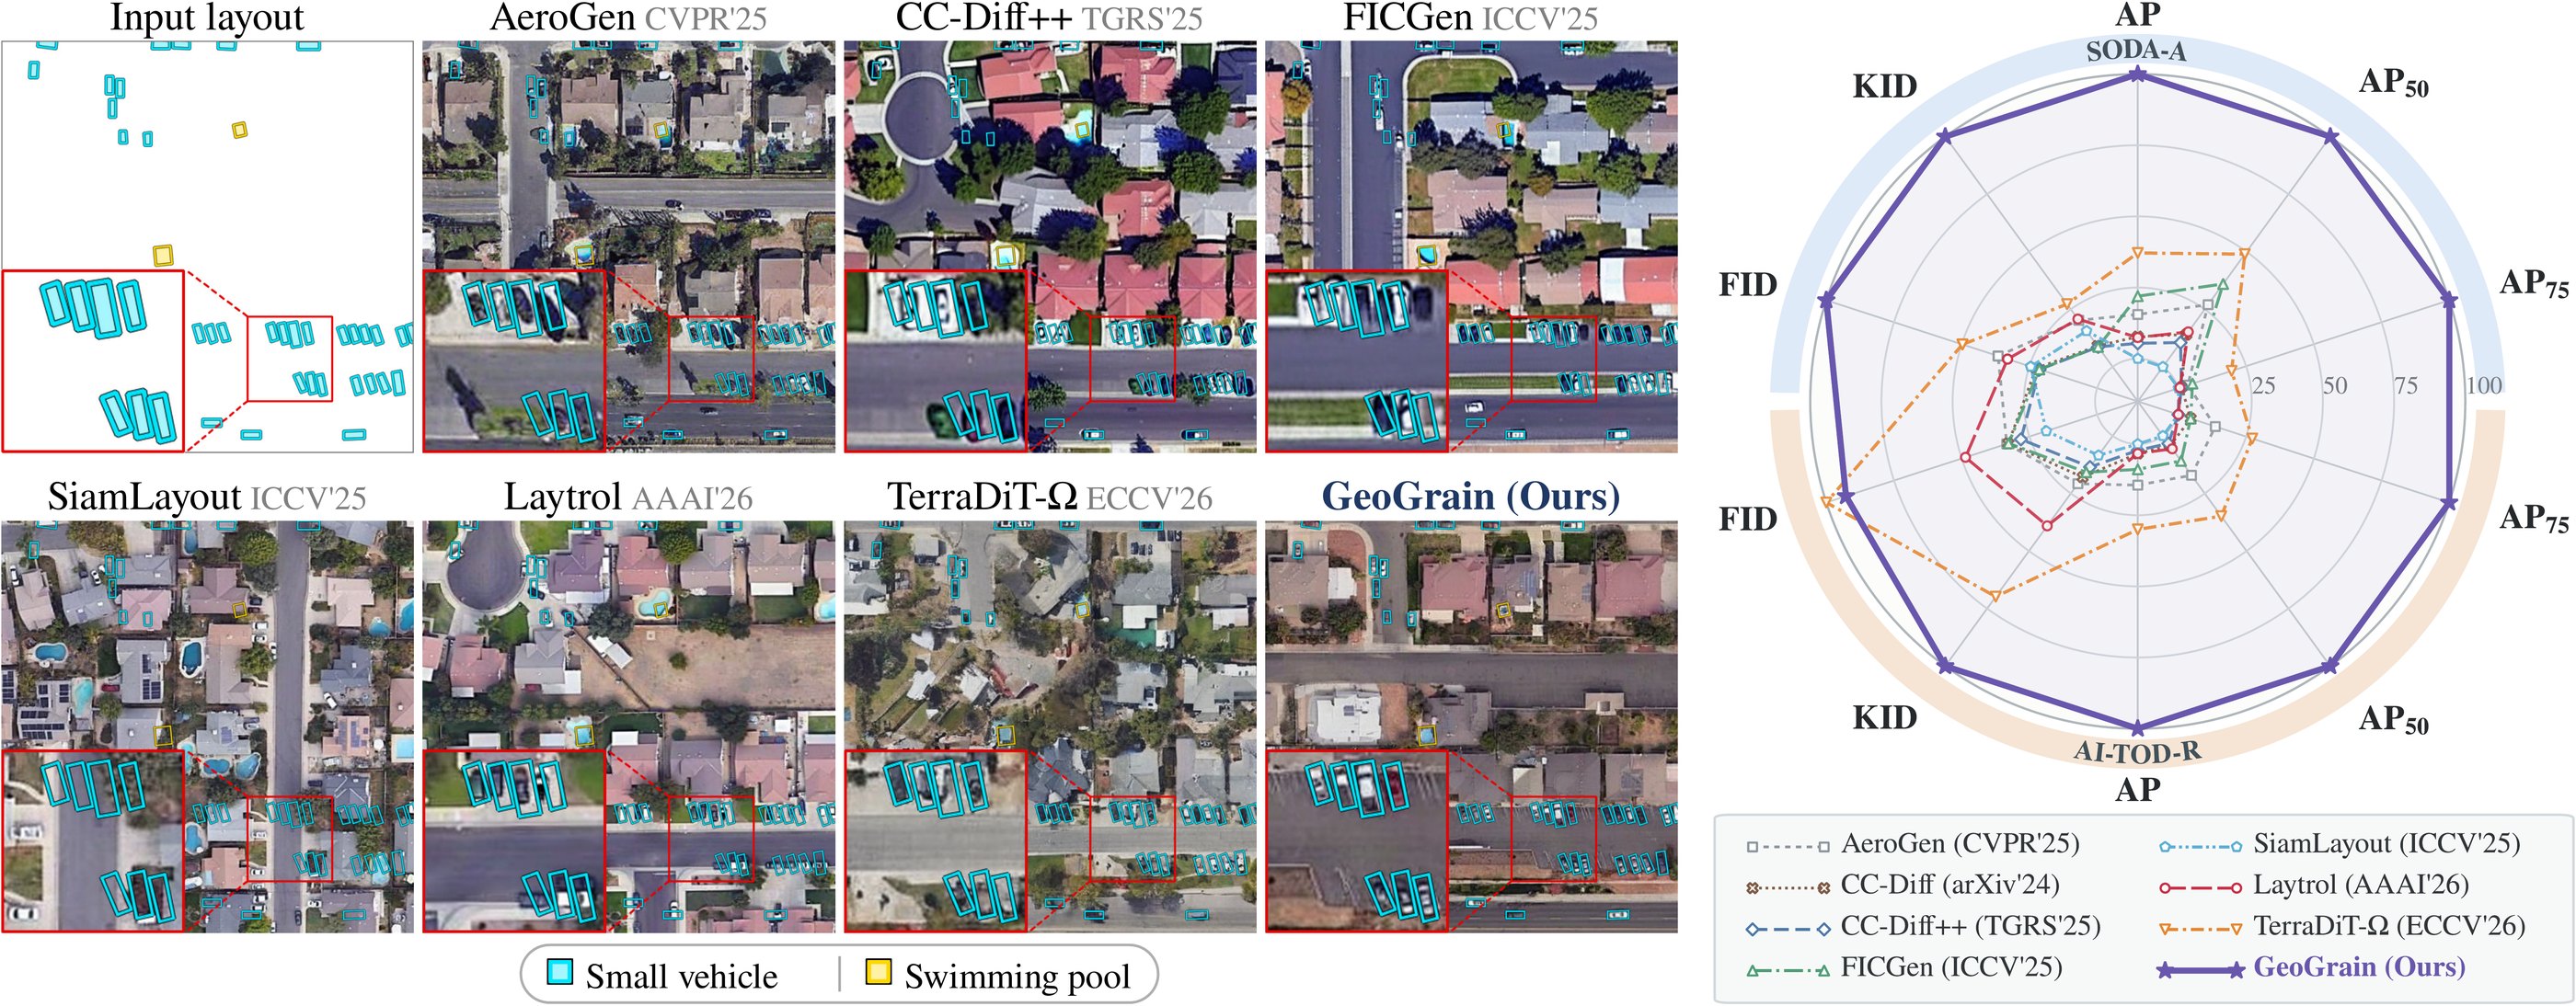 Input layout
AeroGen CVPR'25
CC-Diff++ TGRS'25
FICGen ICCV'25
SiamLayout ICCV'25
Laytrol AAAI'26
TerraDiT-Ω ECCV'26
GeoGrain (Ours)
Small vehicle
Swimming pool
AP
SODA-A
KID
AP50
FID
AP75
25
50
75
100
FID
AP75
KID
AP50
AI-TOD-R
AP
AeroGen (CVPR'25)
CC-Diff (arXiv'24)
CC-Diff++ (TGRS'25)
FICGen (ICCV'25)
SiamLayout (ICCV'25)
Laytrol (AAAI'26)
TerraDiT-Ω (ECCV'26)
GeoGrain (Ours)